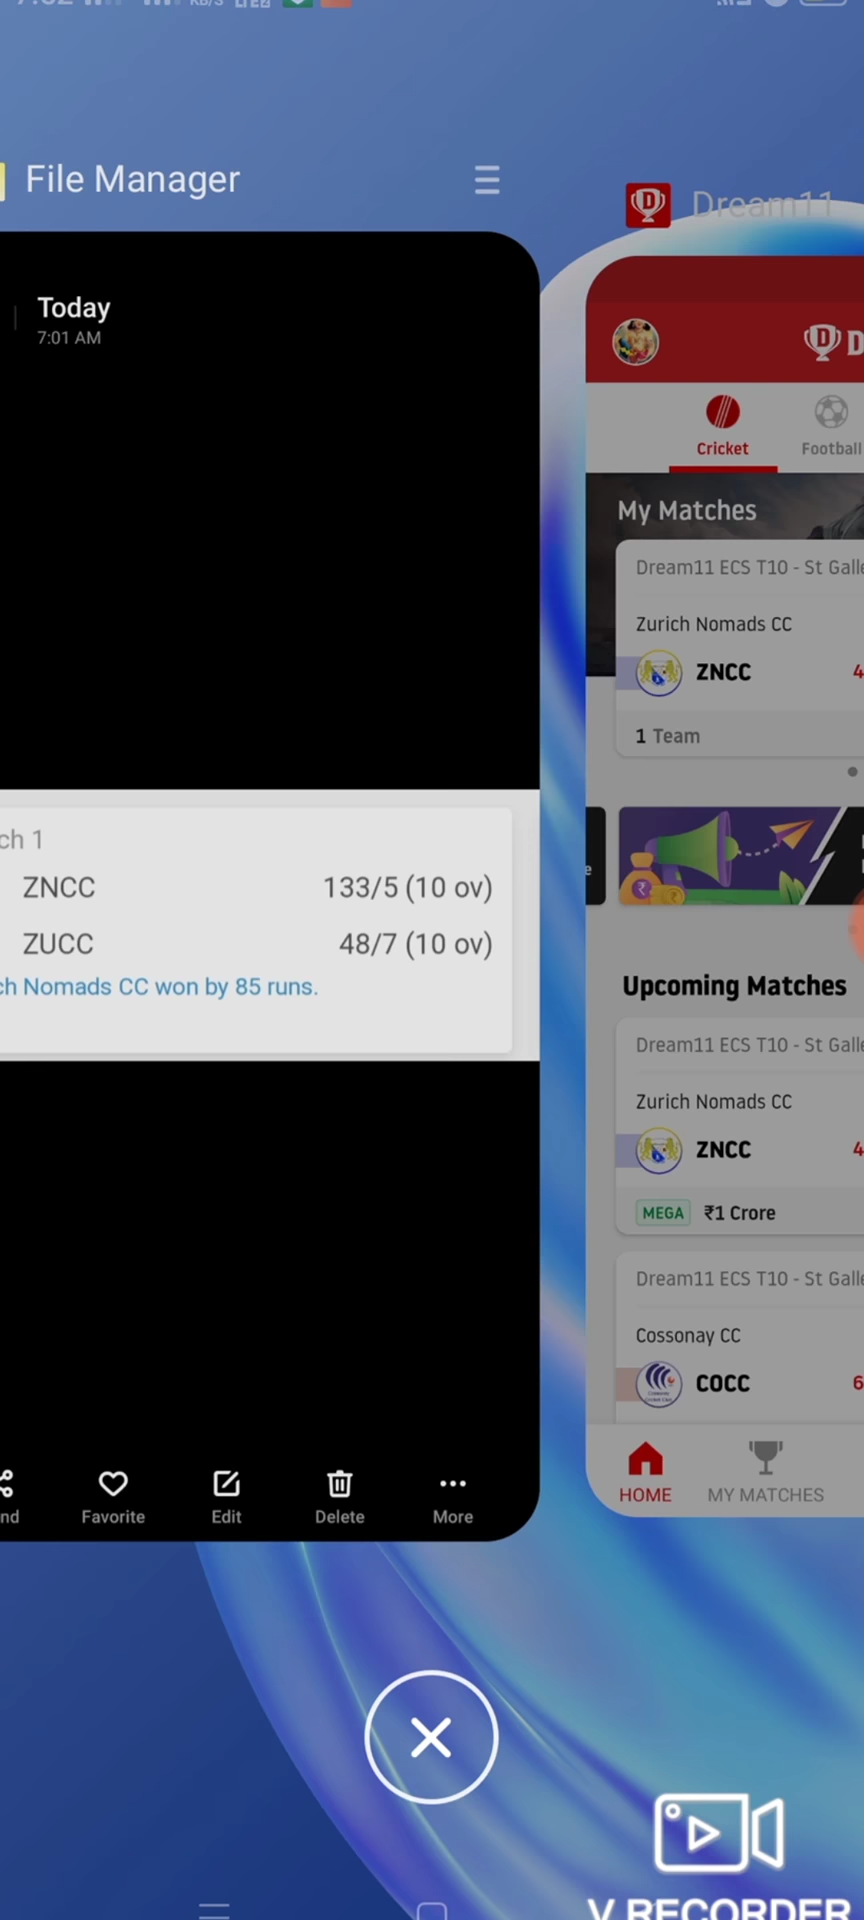 File Manager
Today
7:01 AM
ch 1
ZNCC 133/5 (10 ov)
ZUCC 48/7 (10 ov)
ch Nomads CC won by 85 runs.
nd Favorite Edit Delete More
Dream11
D
Cricket Football
My Matches
Dream11 ECS T10 - St Galle
Zurich Nomads CC
ZNCC 4
1 Team
e
Upcoming Matches
Dream11 ECS T10 - St Galle
Zurich Nomads CC
ZNCC 4
MEGA ₹1 Crore
Dream11 ECS T10 - St Galle
Cossonay CC
COCC 6
HOME MY MATCHES
V RECORDER